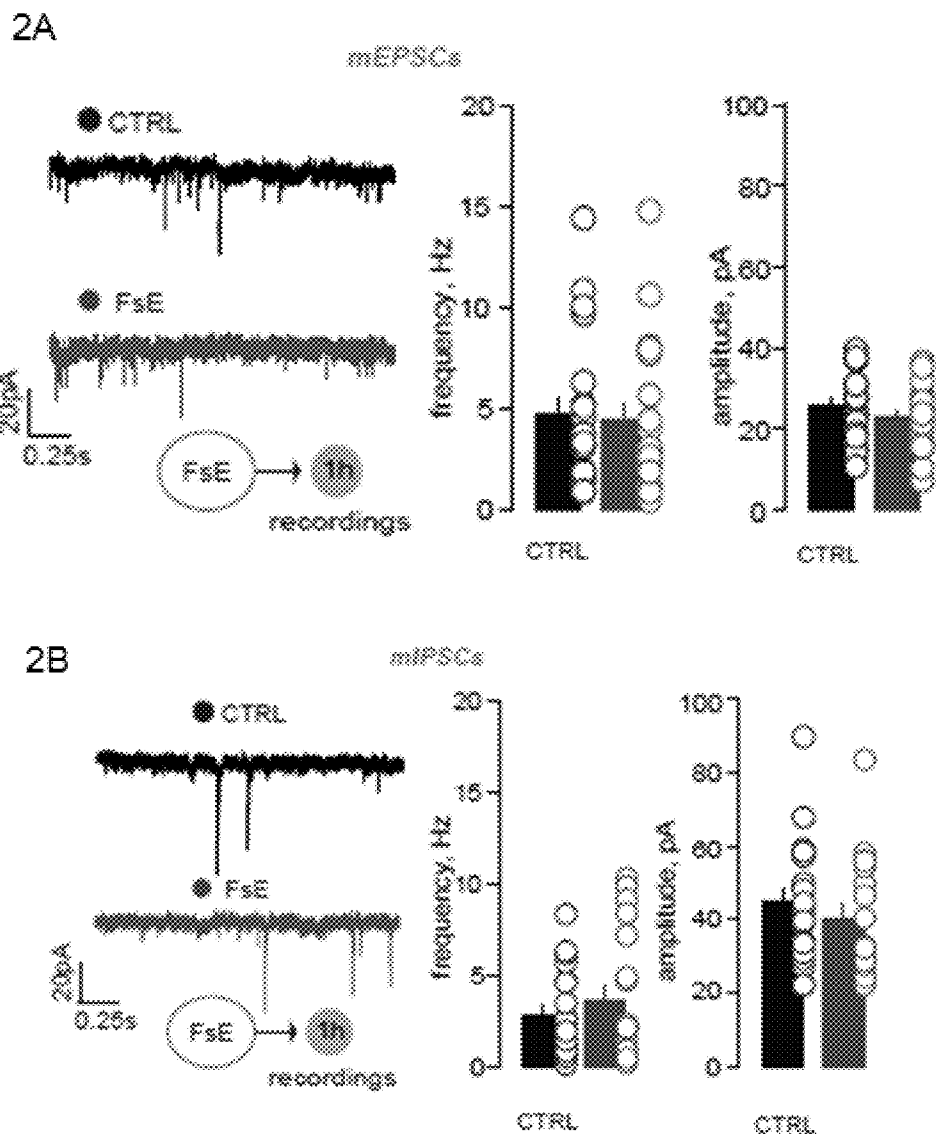 2A
mEPSCs
CTRL
FsE
20pA
0.25s
FsE
1h
recordings
frequency, Hz
20
15
10
5
0
CTRL
amplitude, pA
100
80
60
40
20
0
CTRL
2B
mIPSCs
CTRL
FsE
20pA
0.25s
FsE
1h
recordings
frequency, Hz
20
15
10
5
0
CTRL
amplitude, pA
100
80
60
40
20
0
CTRL